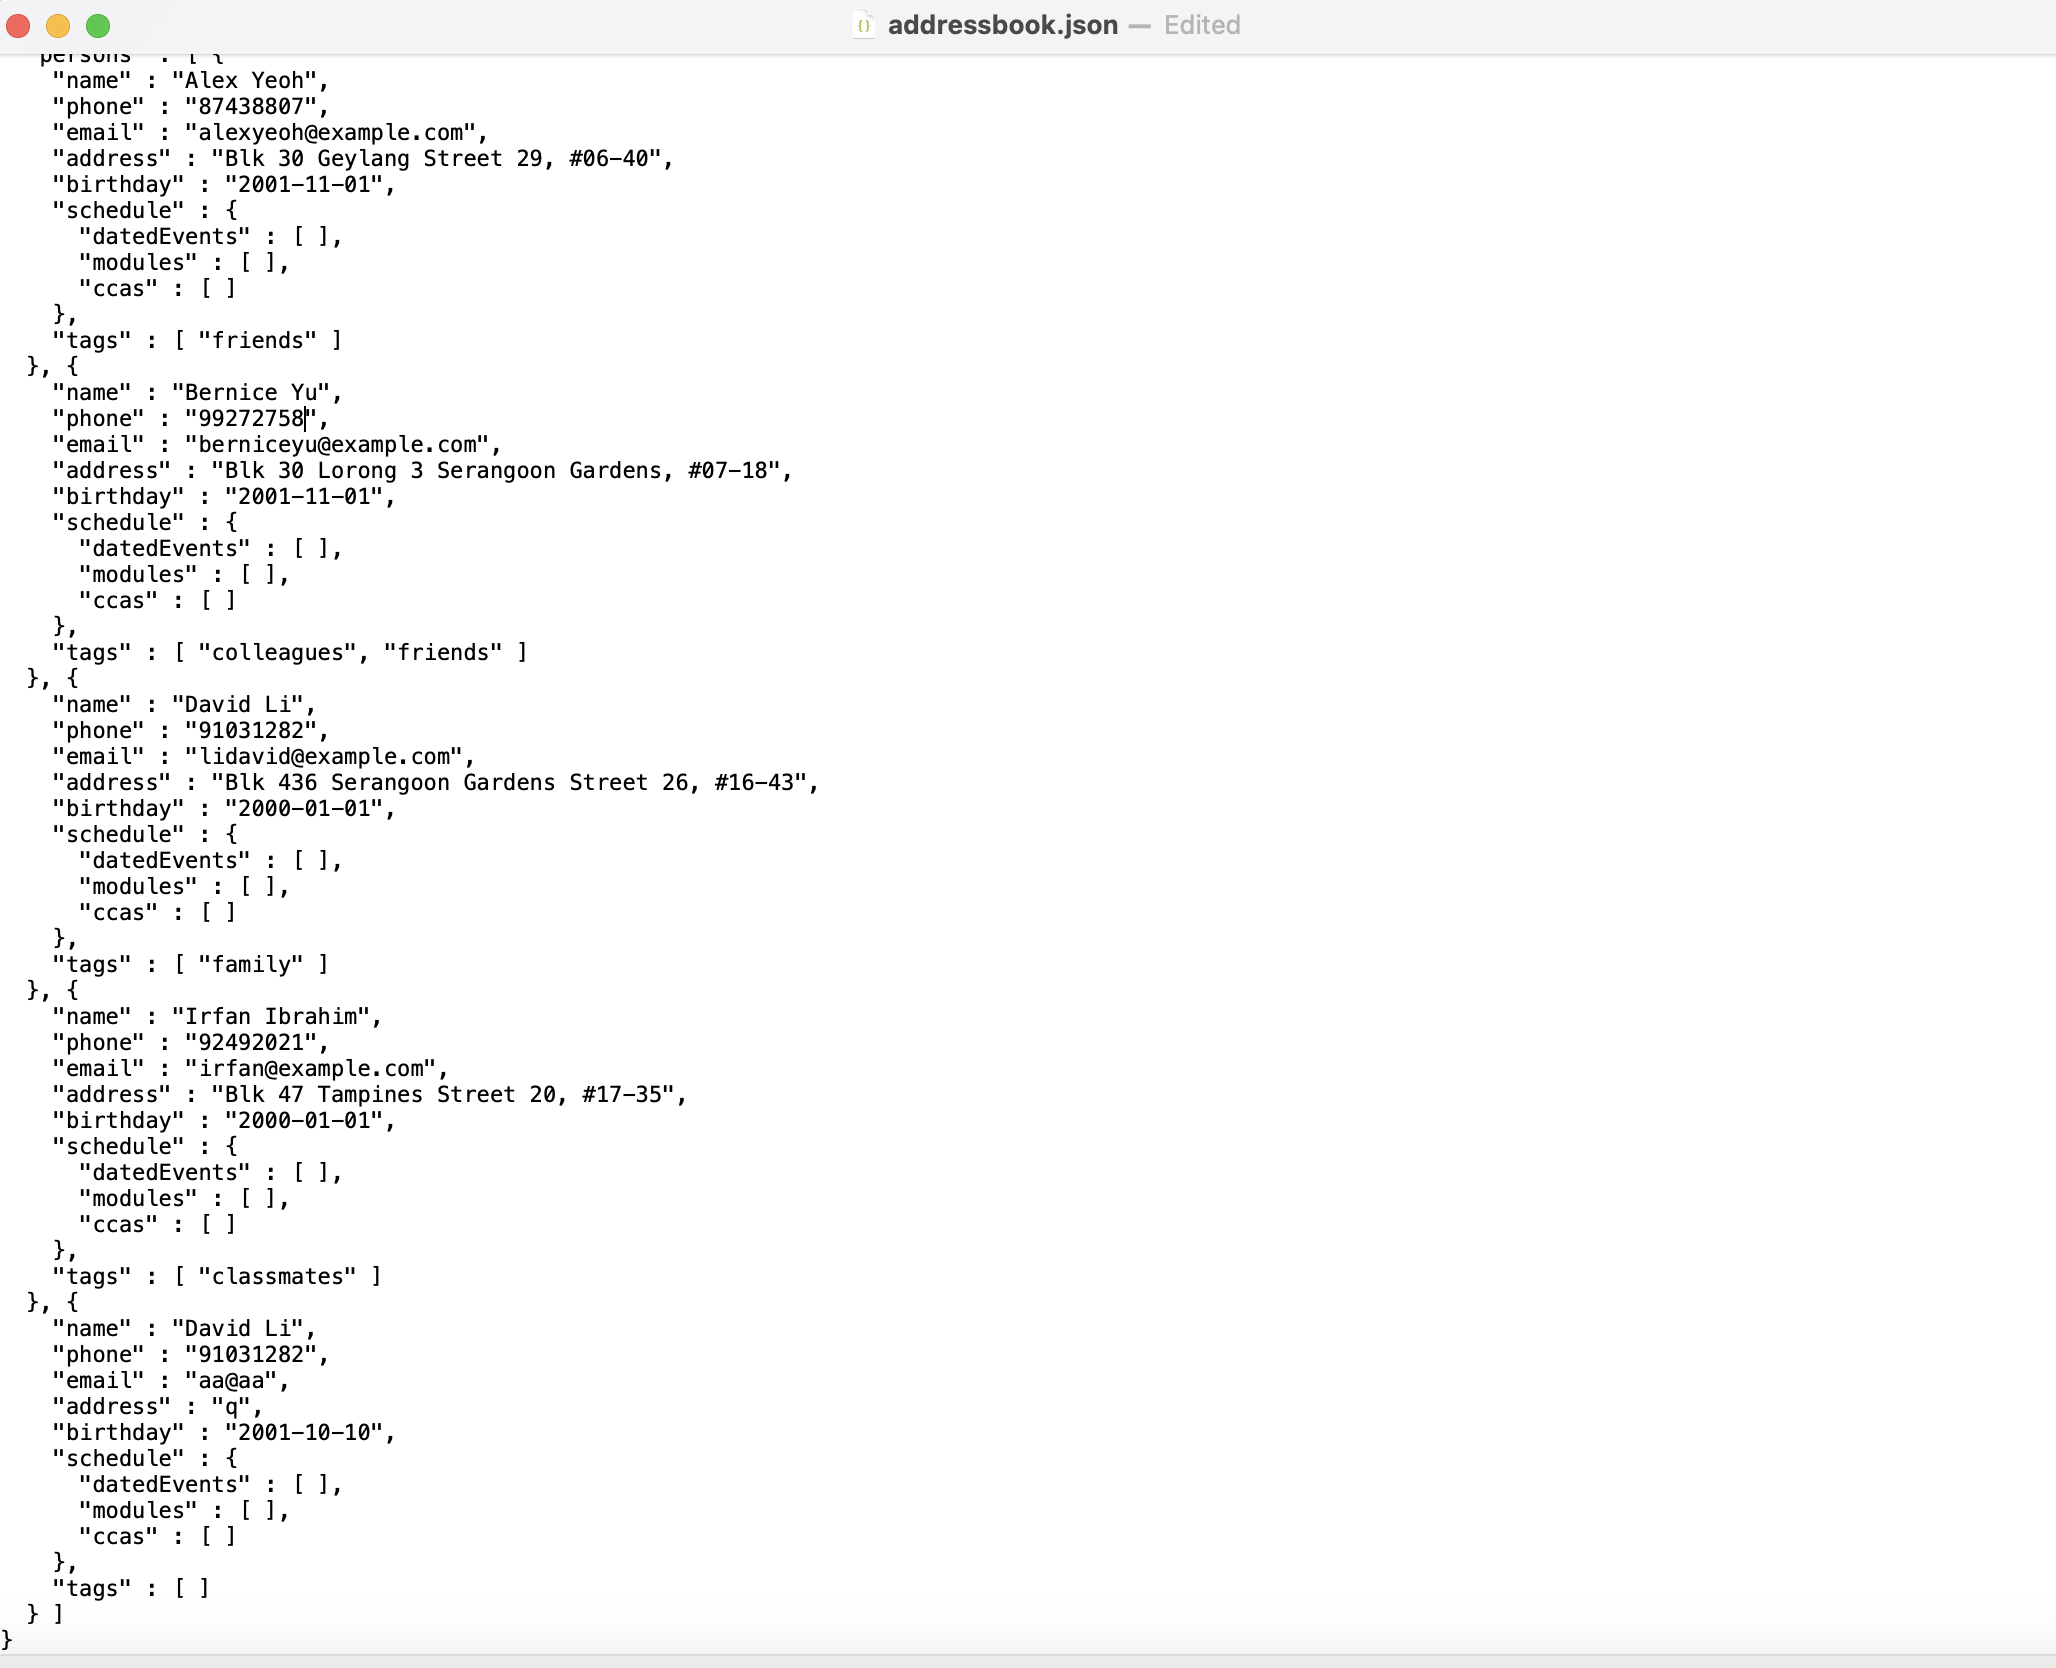 addressbook.json — Edited
"persons" : [ {
"name" : "Alex Yeoh",
"phone" : "87438807",
"email" : "alexyeoh@example.com",
"address" : "Blk 30 Geylang Street 29, #06-40",
"birthday" : "2001-11-01",
"schedule" : {
"datedEvents" : [ ],
"modules" : [ ],
"ccas" : [ ]
},
"tags" : [ "friends" ]
}, {
"name" : "Bernice Yu",
"phone" : "99272758",
"email" : "berniceyu@example.com",
"address" : "Blk 30 Lorong 3 Serangoon Gardens, #07-18",
"birthday" : "2001-11-01",
"schedule" : {
"datedEvents" : [ ],
"modules" : [ ],
"ccas" : [ ]
},
"tags" : [ "colleagues", "friends" ]
}, {
"name" : "David Li",
"phone" : "91031282",
"email" : "lidavid@example.com",
"address" : "Blk 436 Serangoon Gardens Street 26, #16-43",
"birthday" : "2000-01-01",
"schedule" : {
"datedEvents" : [ ],
"modules" : [ ],
"ccas" : [ ]
},
"tags" : [ "family" ]
}, {
"name" : "Irfan Ibrahim",
"phone" : "92492021",
"email" : "irfan@example.com",
"address" : "Blk 47 Tampines Street 20, #17-35",
"birthday" : "2000-01-01",
"schedule" : {
"datedEvents" : [ ],
"modules" : [ ],
"ccas" : [ ]
},
"tags" : [ "classmates" ]
}, {
"name" : "David Li",
"phone" : "91031282",
"email" : "aa@aa",
"address" : "q",
"birthday" : "2001-10-10",
"schedule" : {
"datedEvents" : [ ],
"modules" : [ ],
"ccas" : [ ]
},
"tags" : [ ]
} ]
}